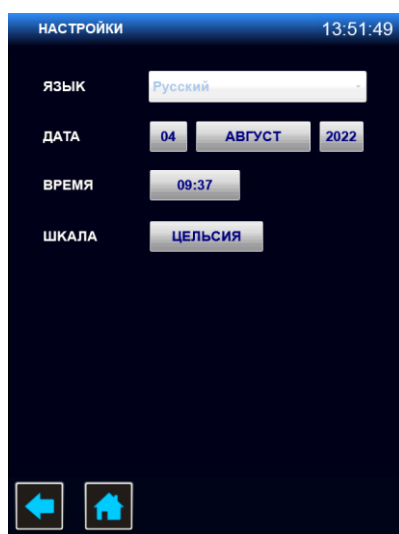 НАСТРОЙКИ 13:51:49
ЯЗЫК Русский
ДАТА 04 АВГУСТ 2022
ВРЕМЯ 09:37
ШКАЛА ЦЕЛЬСИЯ